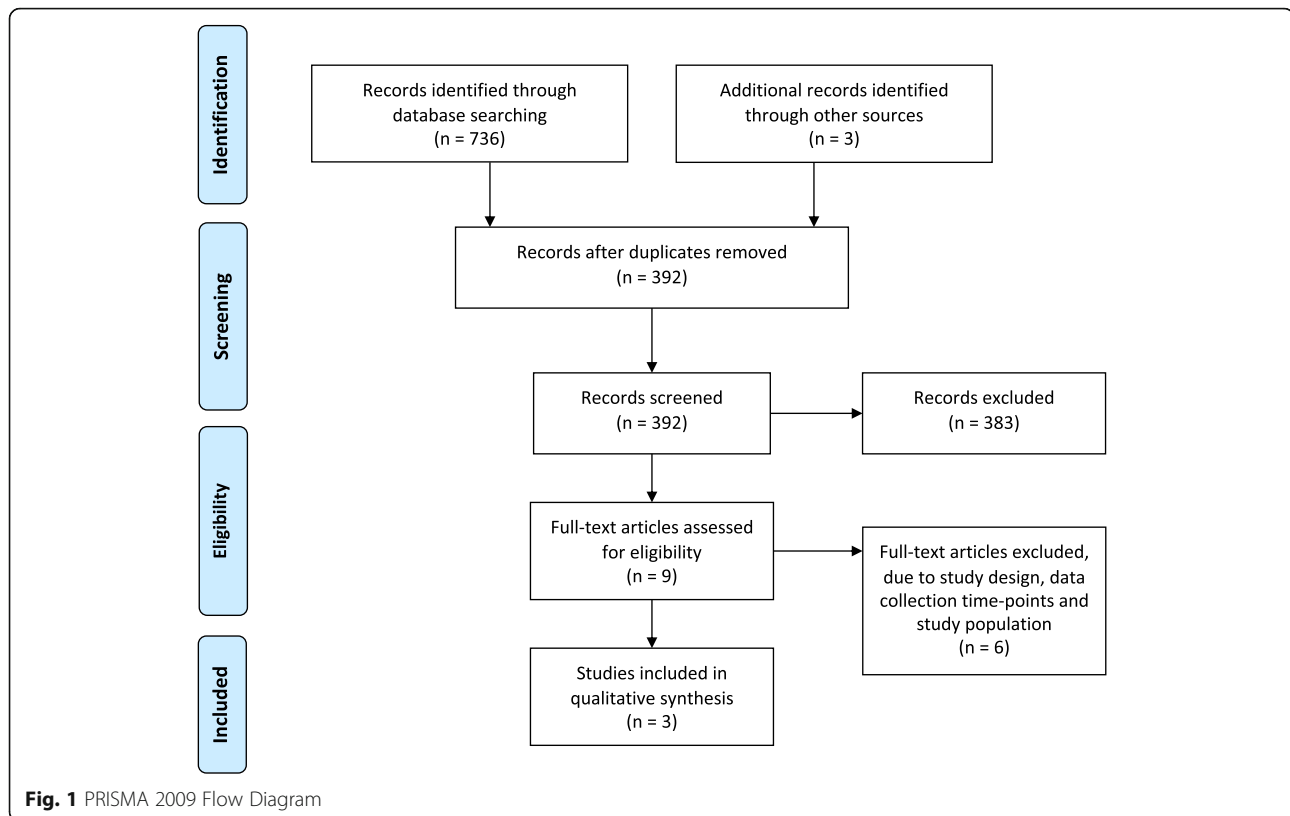 Identification
Records identified through
database searching
(n = 736)
Additional records identified
through other sources
(n = 3)
Screening
Records after duplicates removed
(n = 392)
Records screened
(n = 392)
Records excluded
(n = 383)
Eligibility
Full-text articles assessed
for eligibility
(n = 9)
Full-text articles excluded,
due to study design, data
collection time-points and
study population
(n = 6)
Included
Studies included in
qualitative synthesis
(n = 3)
Fig. 1 PRISMA 2009 Flow Diagram